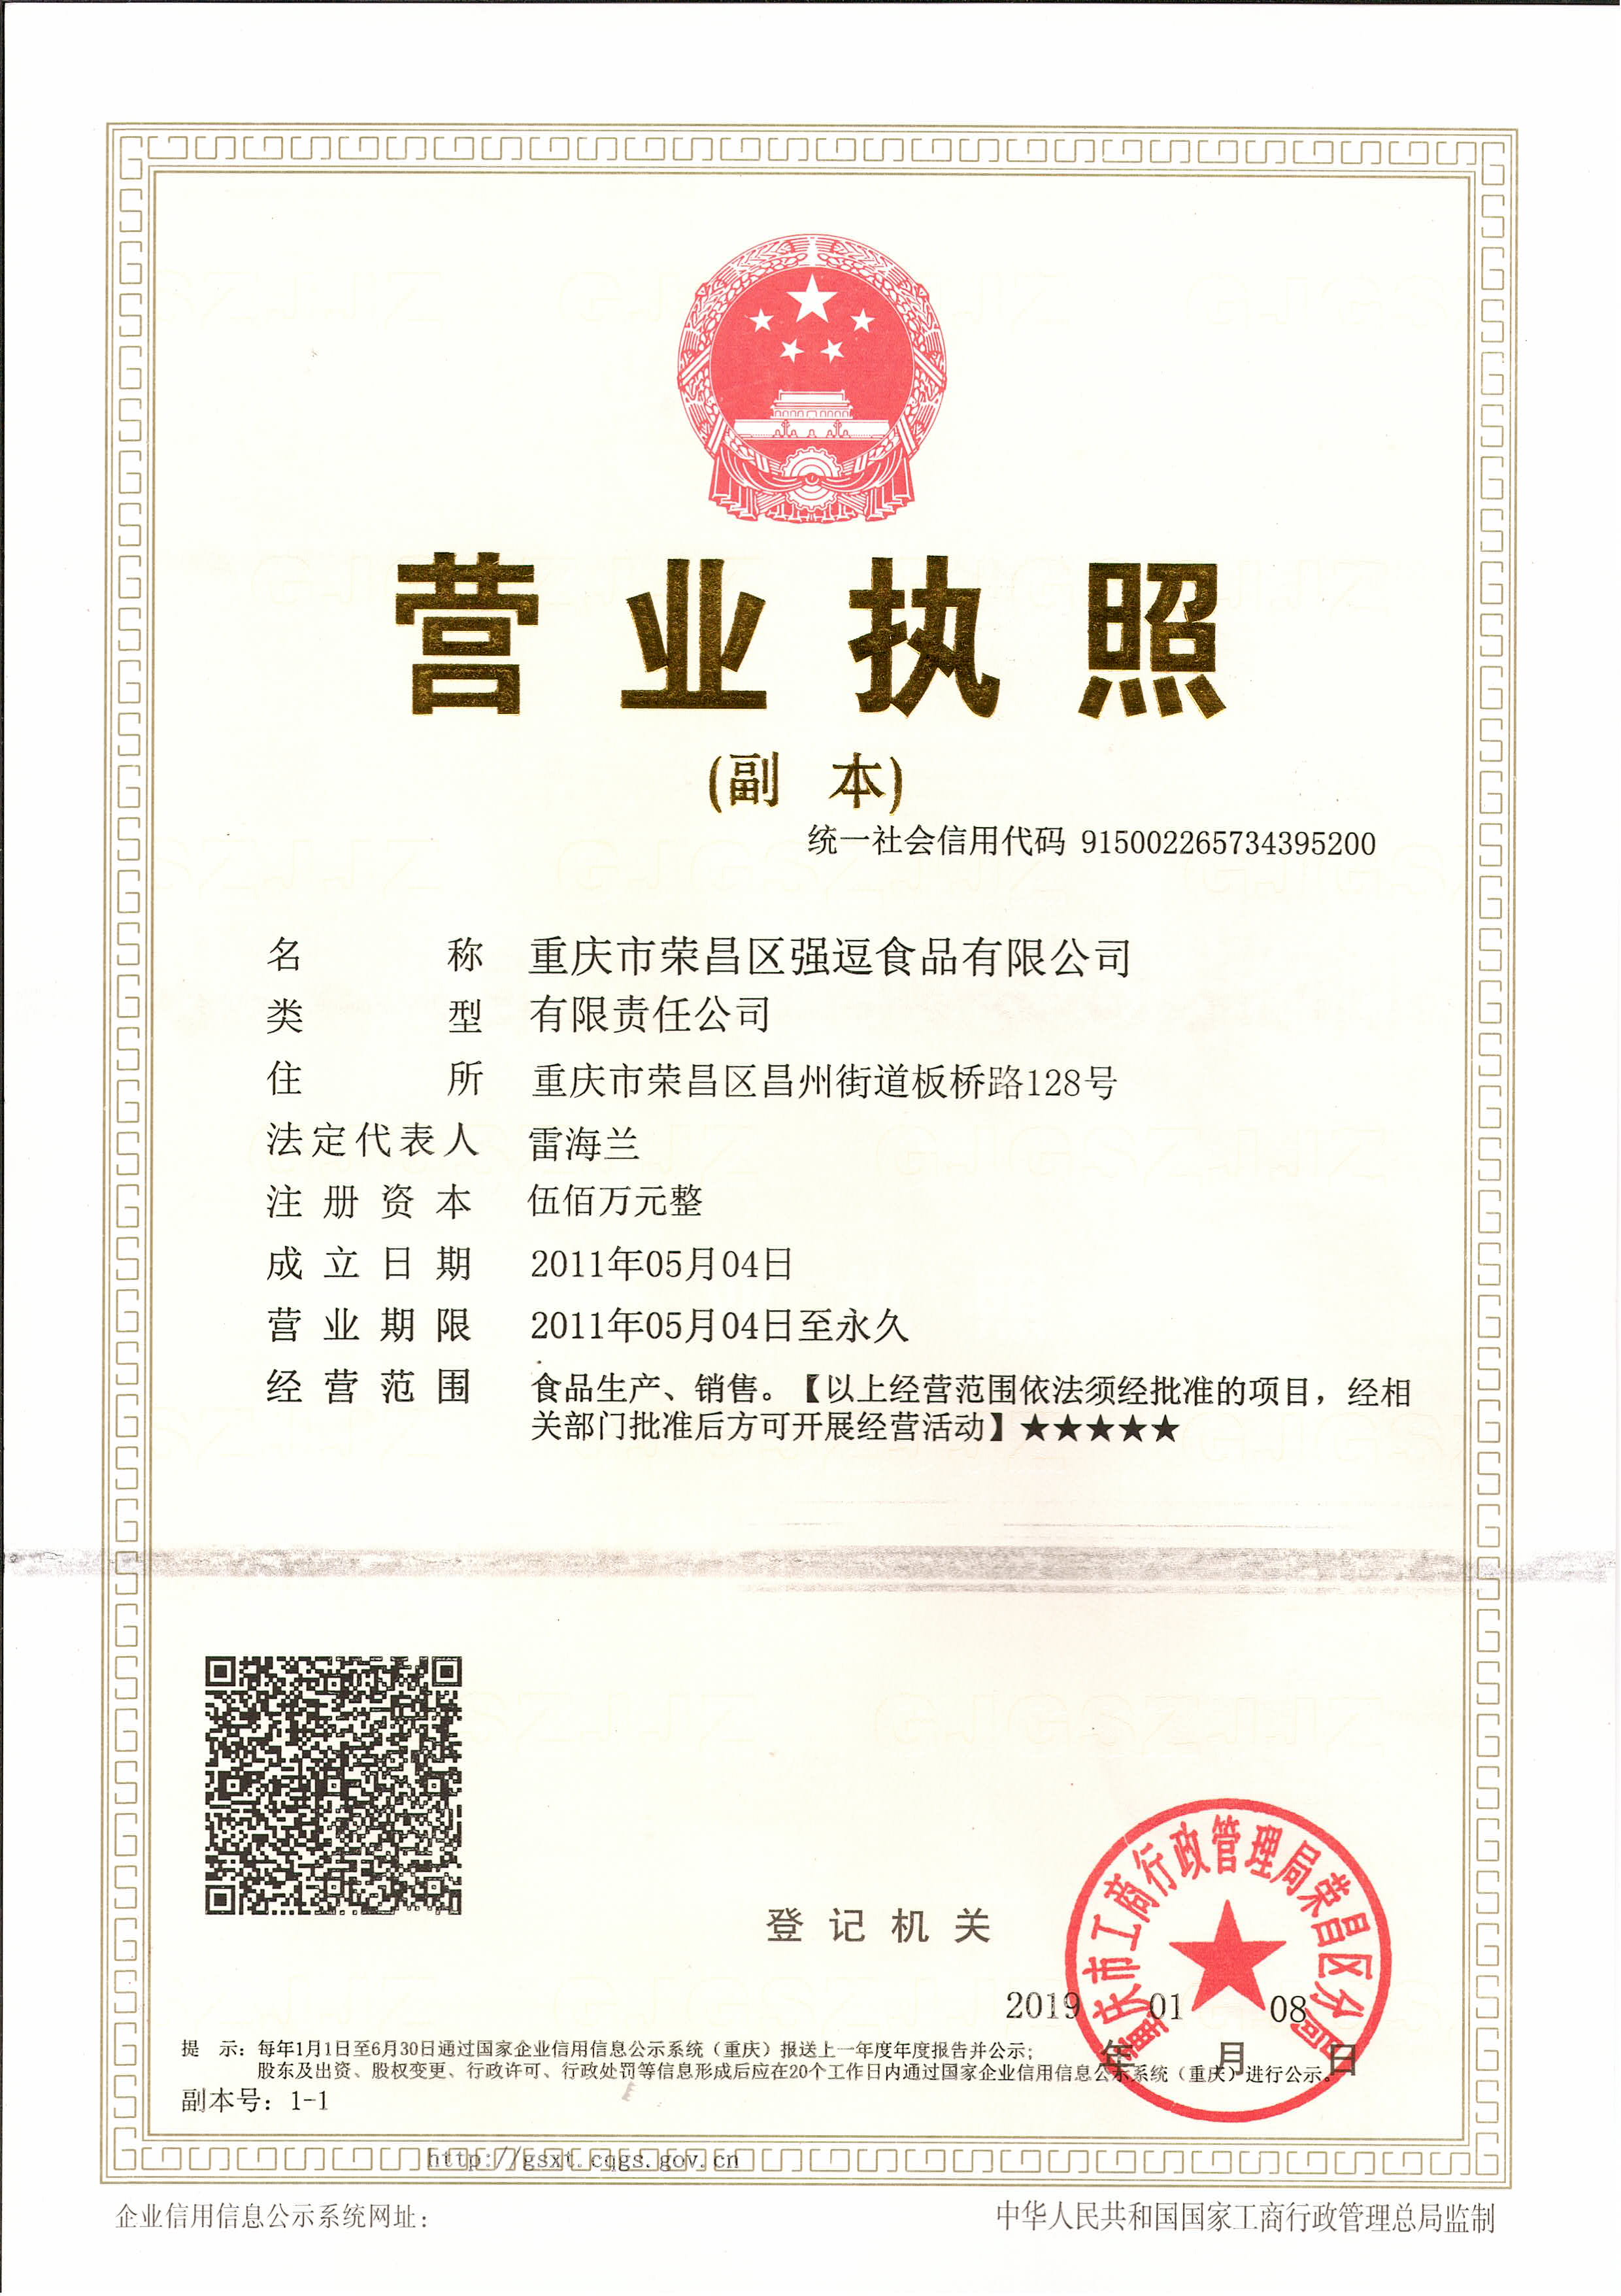 营业执照
(副 本)
统一社会信用代码 915002265734395200
名 称 重庆市荣昌区强逗食品有限公司
类 型 有限责任公司
住 所 重庆市荣昌区昌州街道板桥路128号
法定代表人 雷海兰
注册资本 伍佰万元整
成立日期 2011年05月04日
营业期限 2011年05月04日至永久
经营范围 食品生产、销售。【以上经营范围依法须经批准的项目，经相
关部门批准后方可开展经营活动】★★★★★
重庆市工商行政管理局荣昌区分局
登记机关
2019 01 08
年 月 日
提 示：每年1月1日至6月30日通过国家企业信用信息公示系统（重庆）报送上一年度年度报告并公示；
股东及出资、股权变更、行政许可、行政处罚等信息形成后应在20个工作日内通过国家企业信用信息公示系统（重庆）进行公示。
副本号：1-1
http://gsxt.cqgs.gov.cn
企业信用信息公示系统网址：
中华人民共和国国家工商行政管理总局监制